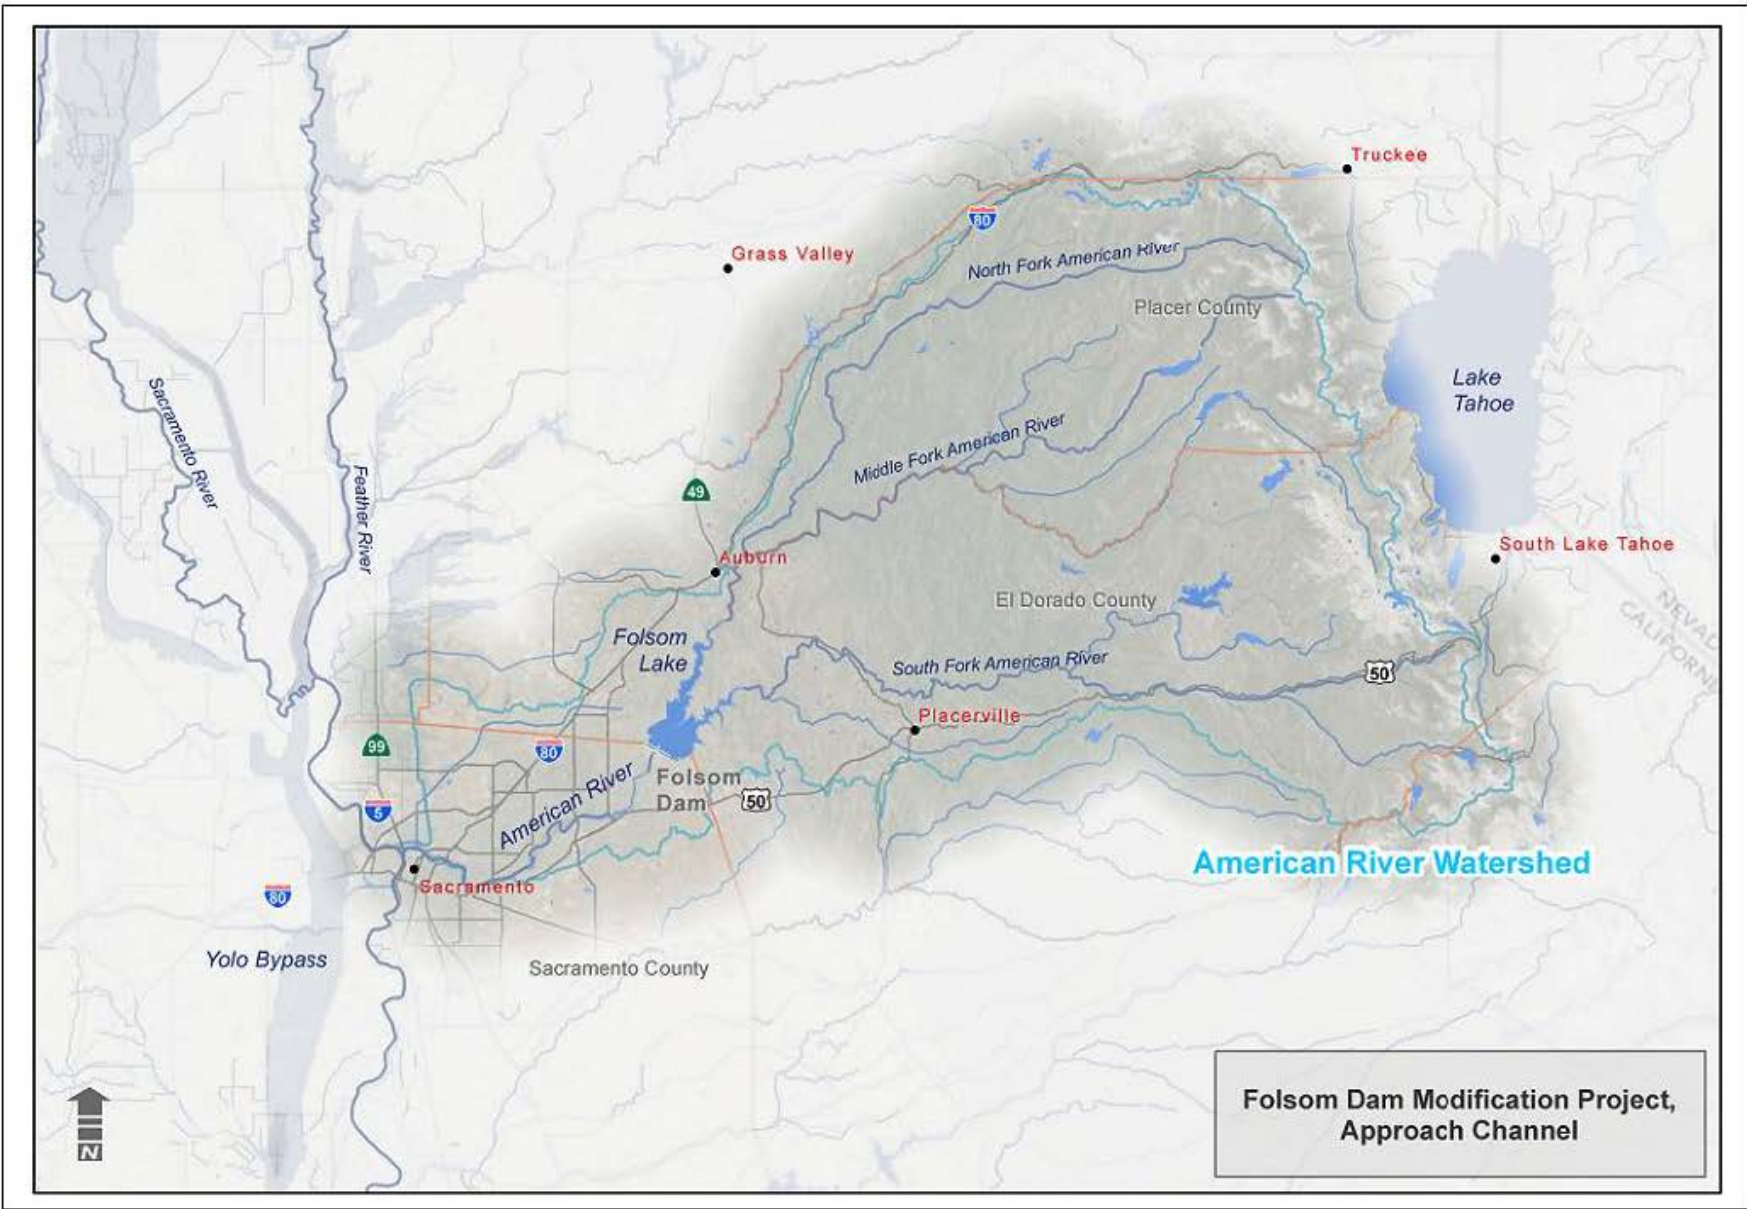 Truckee
80
Grass Valley
North Fork American River
Placer County
Lake
Tahoe
Sacramento River
Middle Fork American River
Feather River
49
Auburn
South Lake Tahoe
El Dorado County
NEVAD
CALIFORNI
Folsom
Lake
South Fork American River
50
Placerville
99
80
Folsom
Dam
American River
50
5
American River Watershed
Sacramento
80
Yolo Bypass
Sacramento County
Folsom Dam Modification Project,
Approach Channel
N